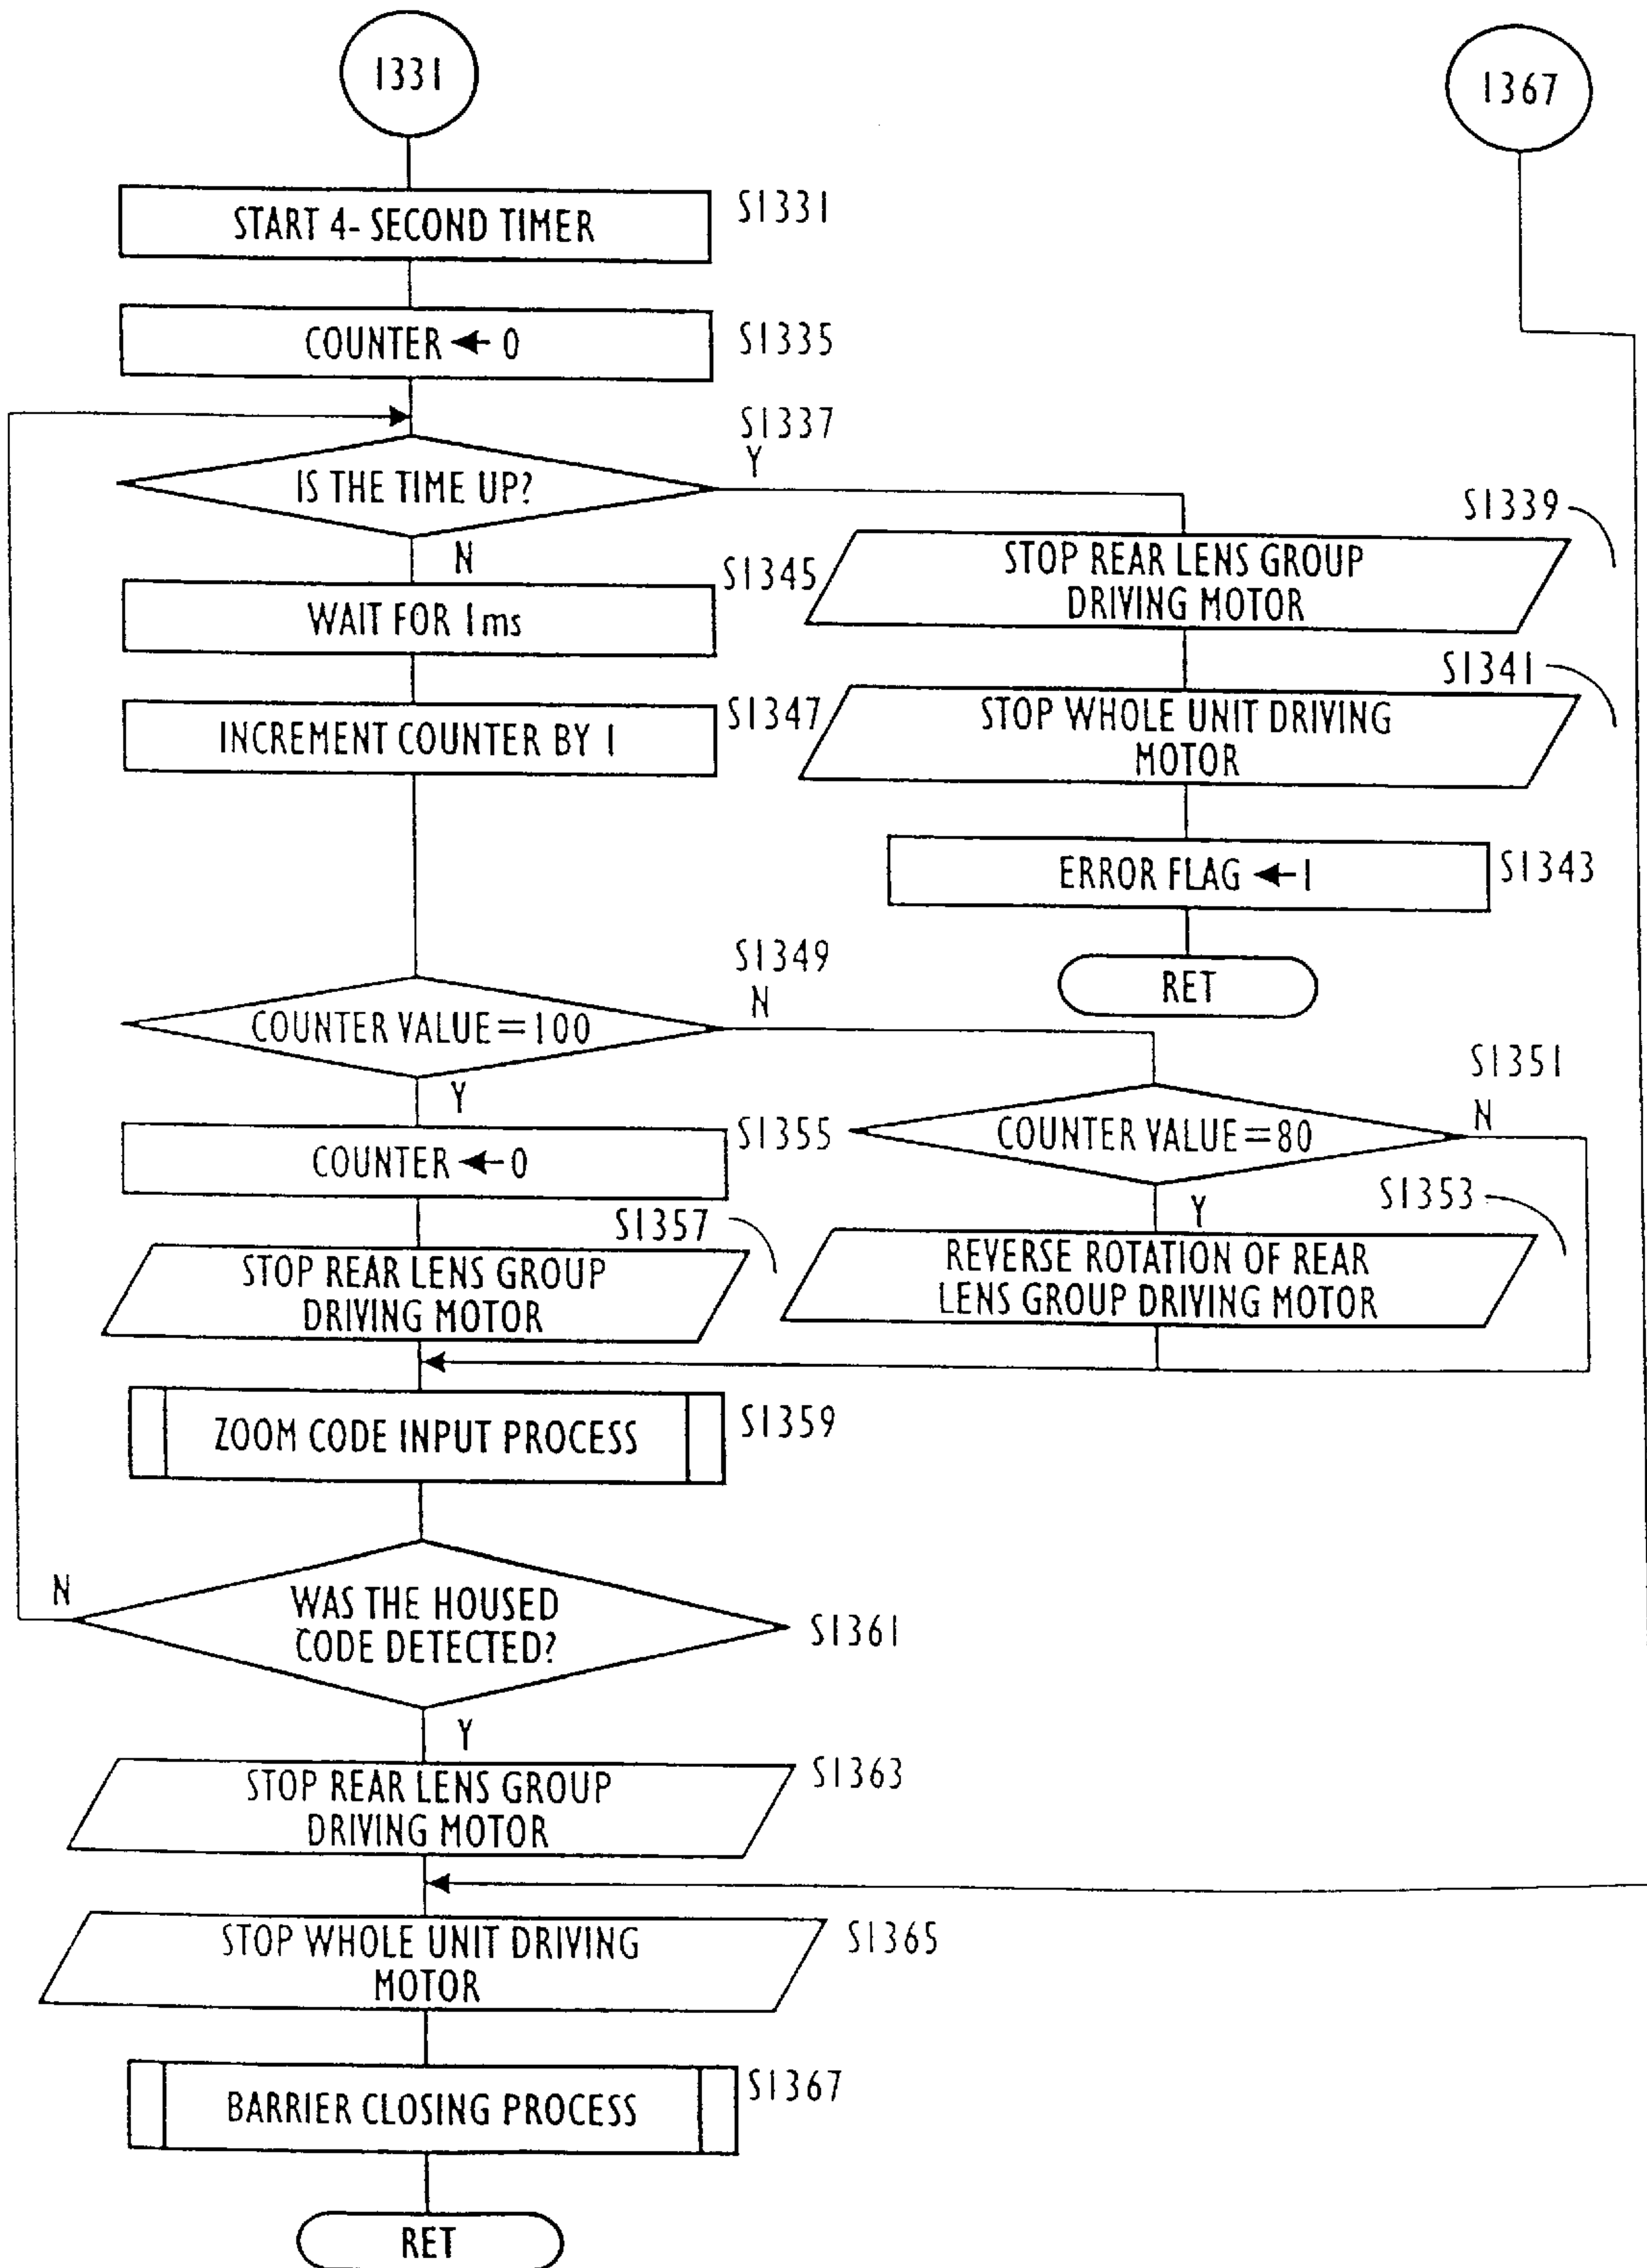 1331
1367
START 4- SECOND TIMER
S1331
COUNTER ← 0
S1335
S1337
IS THE TIME UP?
Y
N
S1339
STOP REAR LENS GROUP
DRIVING MOTOR
S1345
WAIT FOR 1ms
S1341
STOP WHOLE UNIT DRIVING
MOTOR
S1347
INCREMENT COUNTER BY 1
ERROR FLAG ← 1
S1343
RET
S1349
COUNTER VALUE = 100
N
Y
S1351
COUNTER VALUE = 80
N
Y
S1355
COUNTER ← 0
S1353
REVERSE ROTATION OF REAR
LENS GROUP DRIVING MOTOR
S1357
STOP REAR LENS GROUP
DRIVING MOTOR
ZOOM CODE INPUT PROCESS
S1359
N
WAS THE HOUSED
CODE DETECTED?
S1361
Y
STOP REAR LENS GROUP
DRIVING MOTOR
S1363
STOP WHOLE UNIT DRIVING
MOTOR
S1365
BARRIER CLOSING PROCESS
S1367
RET